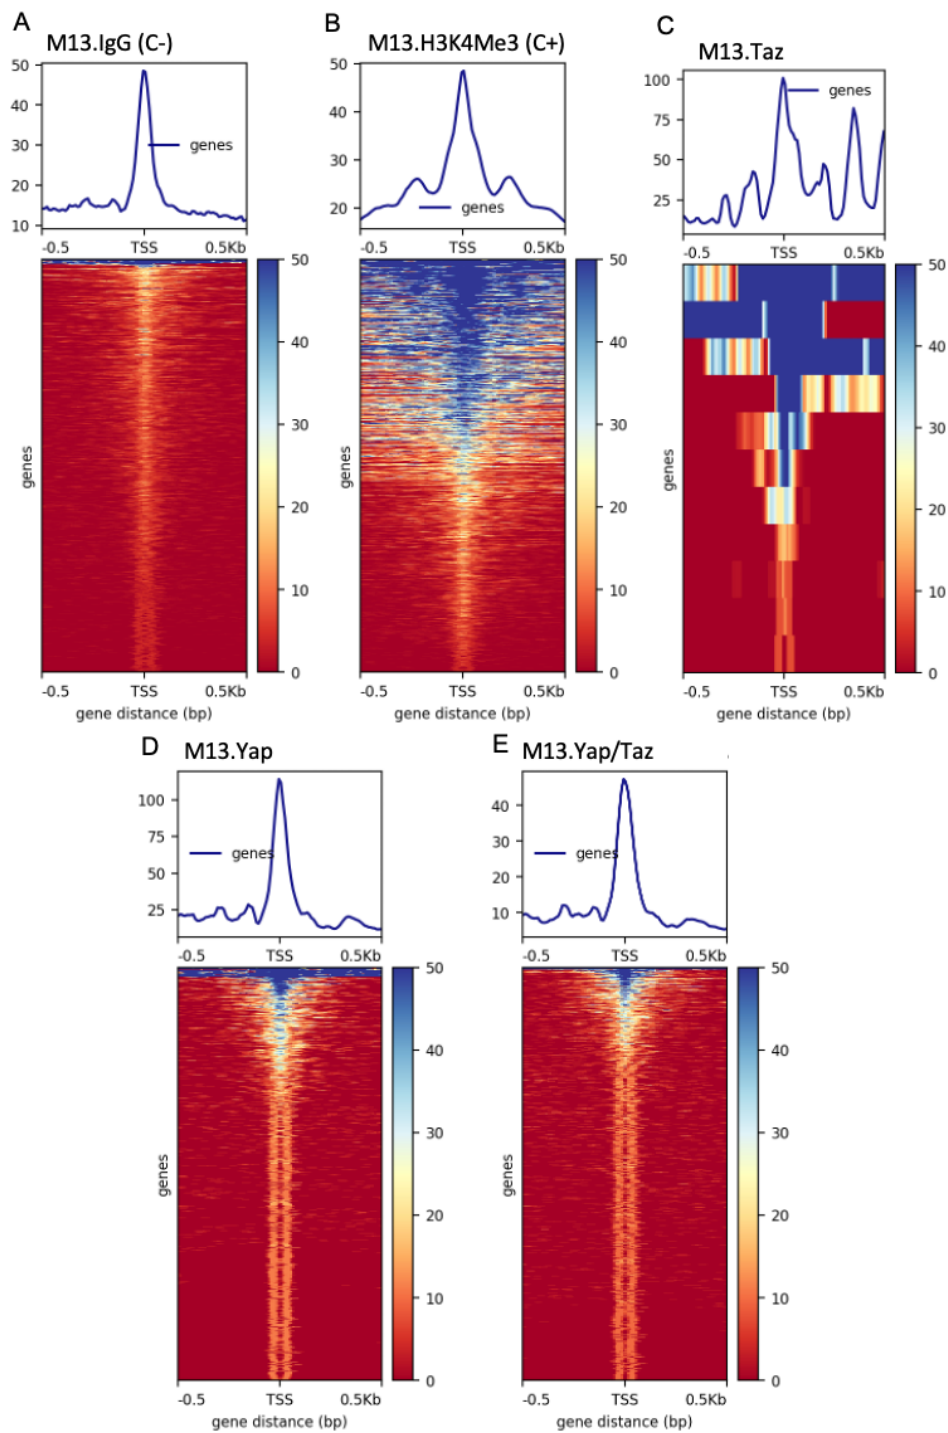 A
M13.IgG (C-)
50
40
30
20
10
genes
-0.5 TSS 0.5Kb
genes
50
40
30
20
10
0
-0.5 TSS 0.5Kb
gene distance (bp)
B
M13.H3K4Me3 (C+)
50
40
30
20
genes
-0.5 TSS 0.5Kb
genes
50
40
30
20
10
0
-0.5 TSS 0.5Kb
gene distance (bp)
C
M13.Taz
100
75
50
25
genes
-0.5 TSS 0.5Kb
genes
50
40
30
20
10
0
-0.5 TSS 0.5Kb
gene distance (bp)
D
M13.Yap
100
75
50
25
genes
-0.5 TSS 0.5Kb
genes
50
40
30
20
10
0
-0.5 TSS 0.5Kb
gene distance (bp)
E
M13.Yap/Taz
40
30
20
10
genes
-0.5 TSS 0.5Kb
genes
50
40
30
20
10
0
-0.5 TSS 0.5Kb
gene distance (bp)